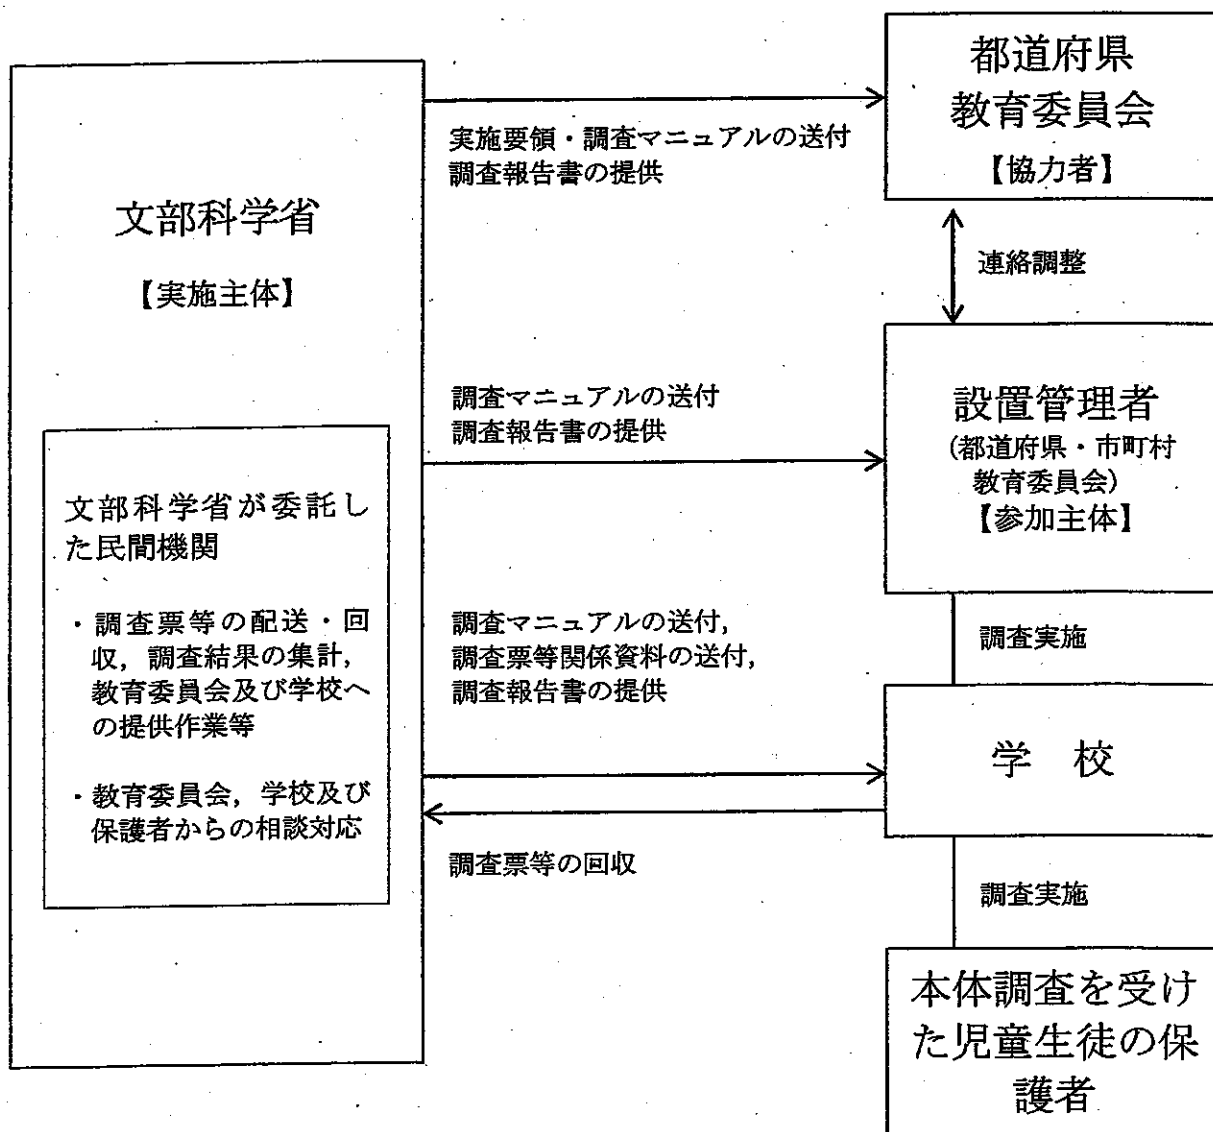 文部科学省
【実施主体】
文部科学省が委託し
た民間機関
・調査票等の配送・回
収，調査結果の集計，
教育委員会及び学校へ
の提供作業等
・教育委員会，学校及び
保護者からの相談対応
実施要領・調査マニュアルの送付
調査報告書の提供
調査マニュアルの送付
調査報告書の提供
調査マニュアルの送付，
調査票等関係資料の送付，
調査報告書の提供
調査票等の回収
都道府県
教育委員会
【協力者】
連絡調整
設置管理者
(都道府県・市町村
教育委員会)
【参加主体】
調査実施
学　校
調査実施
本体調査を受け
た児童生徒の保
護者